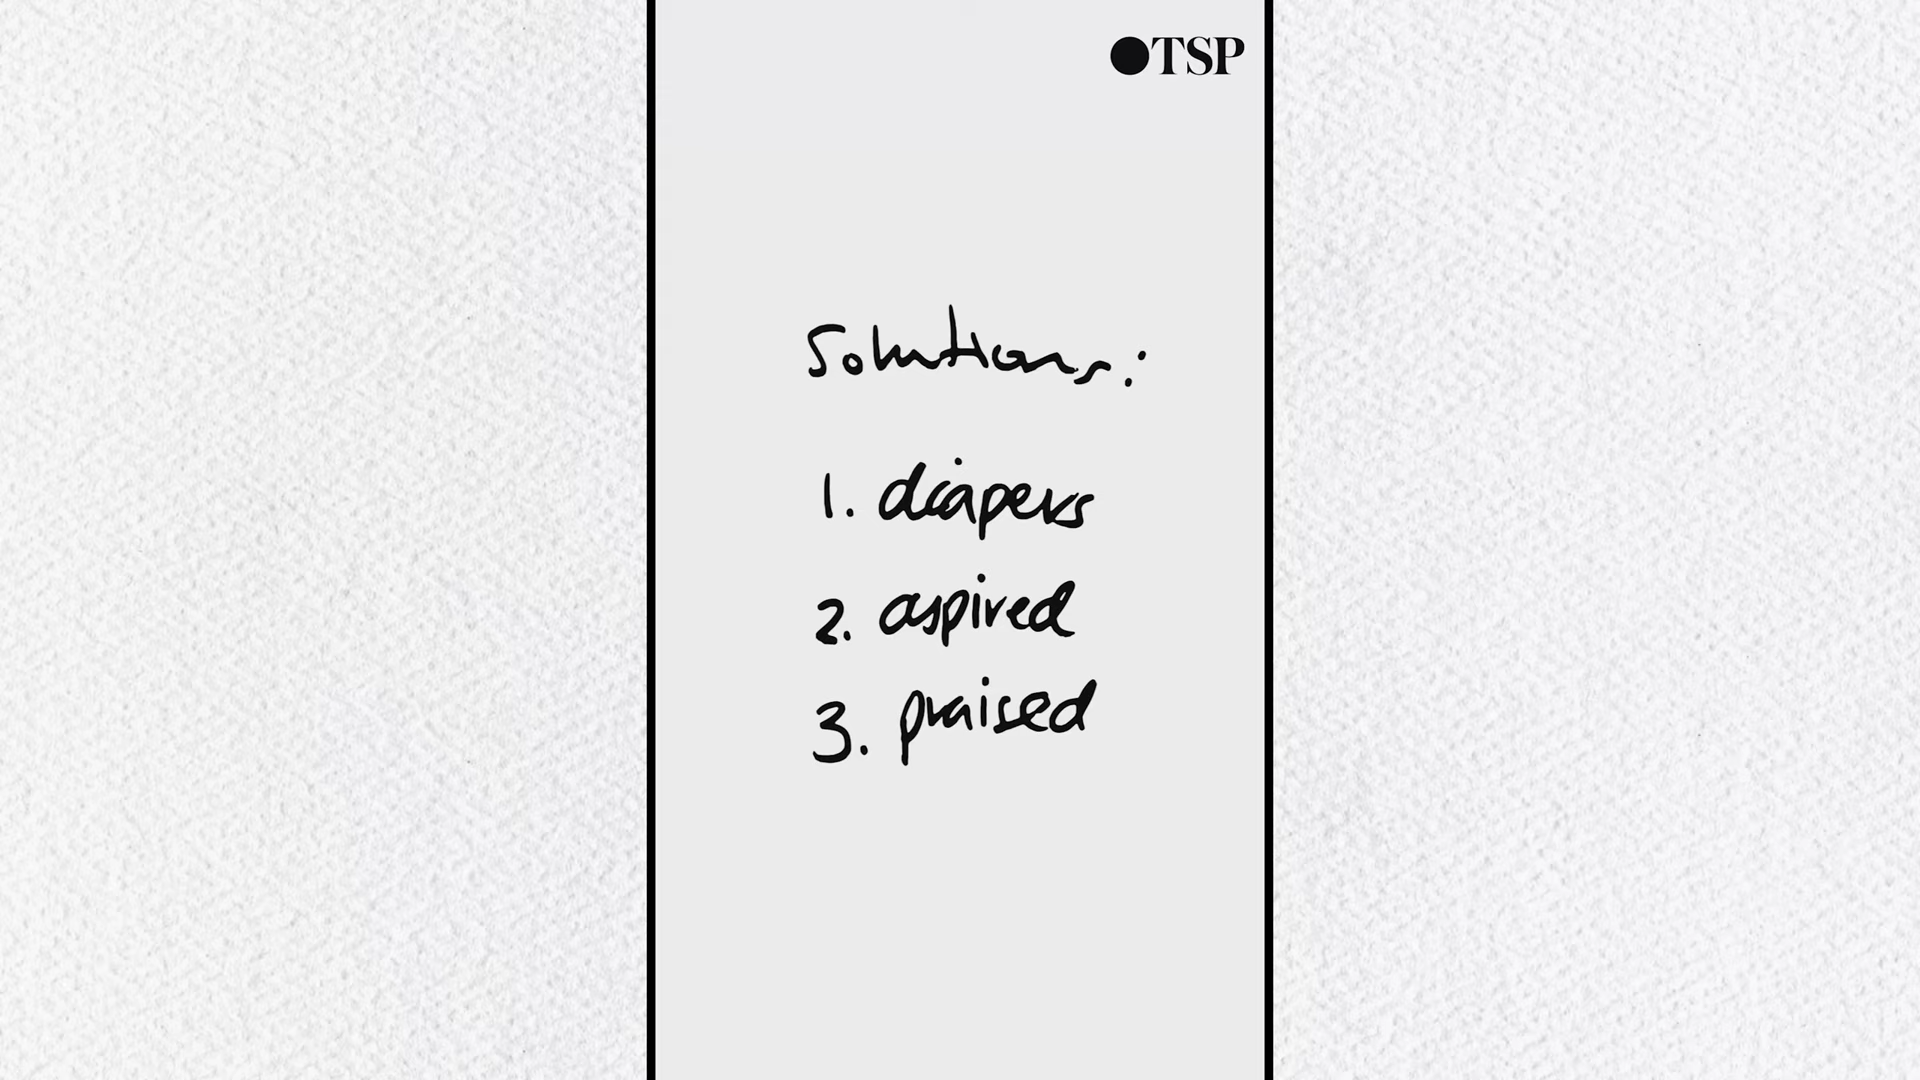 TSP
Solutions:
1. diapers
2. aspired
3. praised